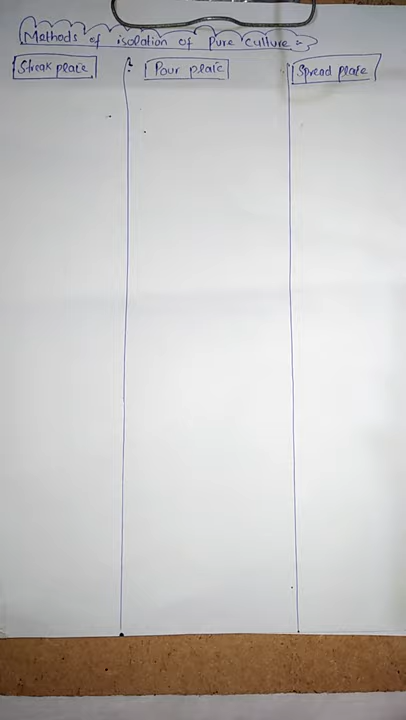 Methods of isolation of pure culture :-
Streak plate
Pour plate
Spread plate